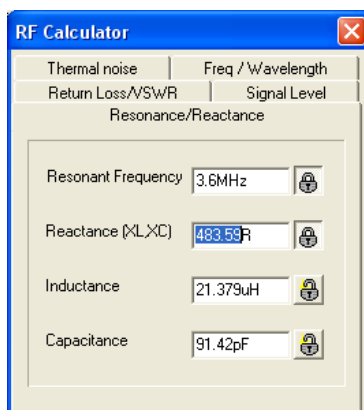 RF Calculator
Thermal noise Freq / Wavelength
Return Loss/VSWR Signal Level
Resonance/Reactance
Resonant Frequency 3.6MHz
Reactance (XL,XC) 483.59R
Inductance 21.379uH
Capacitance 91.42pF